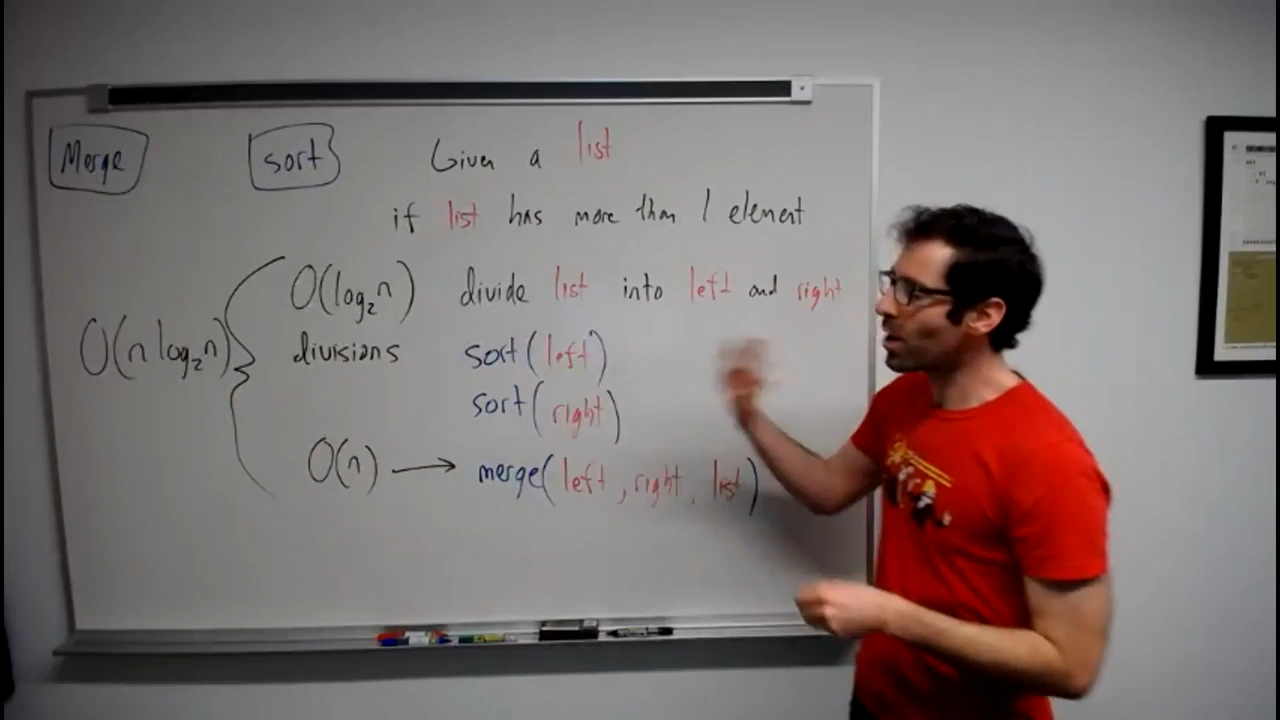 Merge sort Given a list
if list has more than 1 element
O(log₂n) divide list into left and right
O(n log₂n) divisions sort(left)
sort(right)
O(n) → merge(left, right, list)